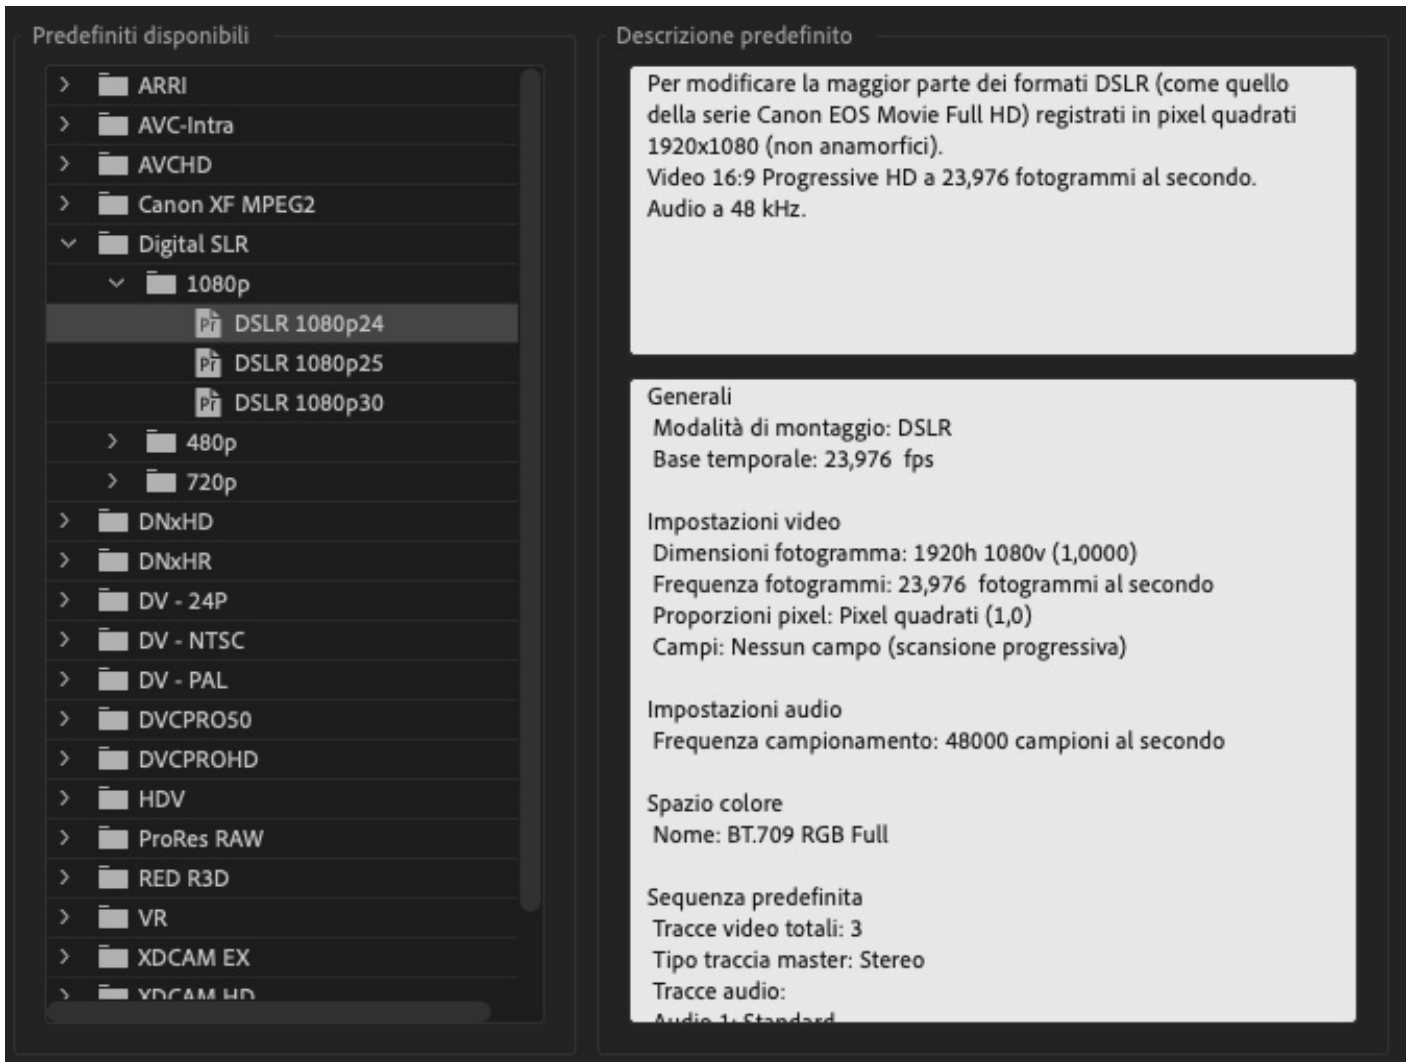 Predefiniti disponibili
ARRI
AVC-Intra
AVCHD
Canon XF MPEG2
Digital SLR
1080p
DSLR 1080p24
DSLR 1080p25
DSLR 1080p30
480p
720p
DNxHD
DNxHR
DV - 24P
DV - NTSC
DV - PAL
DVCPRO50
DVCPROHD
HDV
ProRes RAW
RED R3D
VR
XDCAM EX
XDCAM HD
Descrizione predefinito
Per modificare la maggior parte dei formati DSLR (come quello
della serie Canon EOS Movie Full HD) registrati in pixel quadrati
1920x1080 (non anamorfici).
Video 16:9 Progressive HD a 23,976 fotogrammi al secondo.
Audio a 48 kHz.
Generali
Modalità di montaggio: DSLR
Base temporale: 23,976 fps
Impostazioni video
Dimensioni fotogramma: 1920h 1080v (1,0000)
Frequenza fotogrammi: 23,976 fotogrammi al secondo
Proporzioni pixel: Pixel quadrati (1,0)
Campi: Nessun campo (scansione progressiva)
Impostazioni audio
Frequenza campionamento: 48000 campioni al secondo
Spazio colore
Nome: BT.709 RGB Full
Sequenza predefinita
Tracce video totali: 3
Tipo traccia master: Stereo
Tracce audio:
Audio 1: Standard